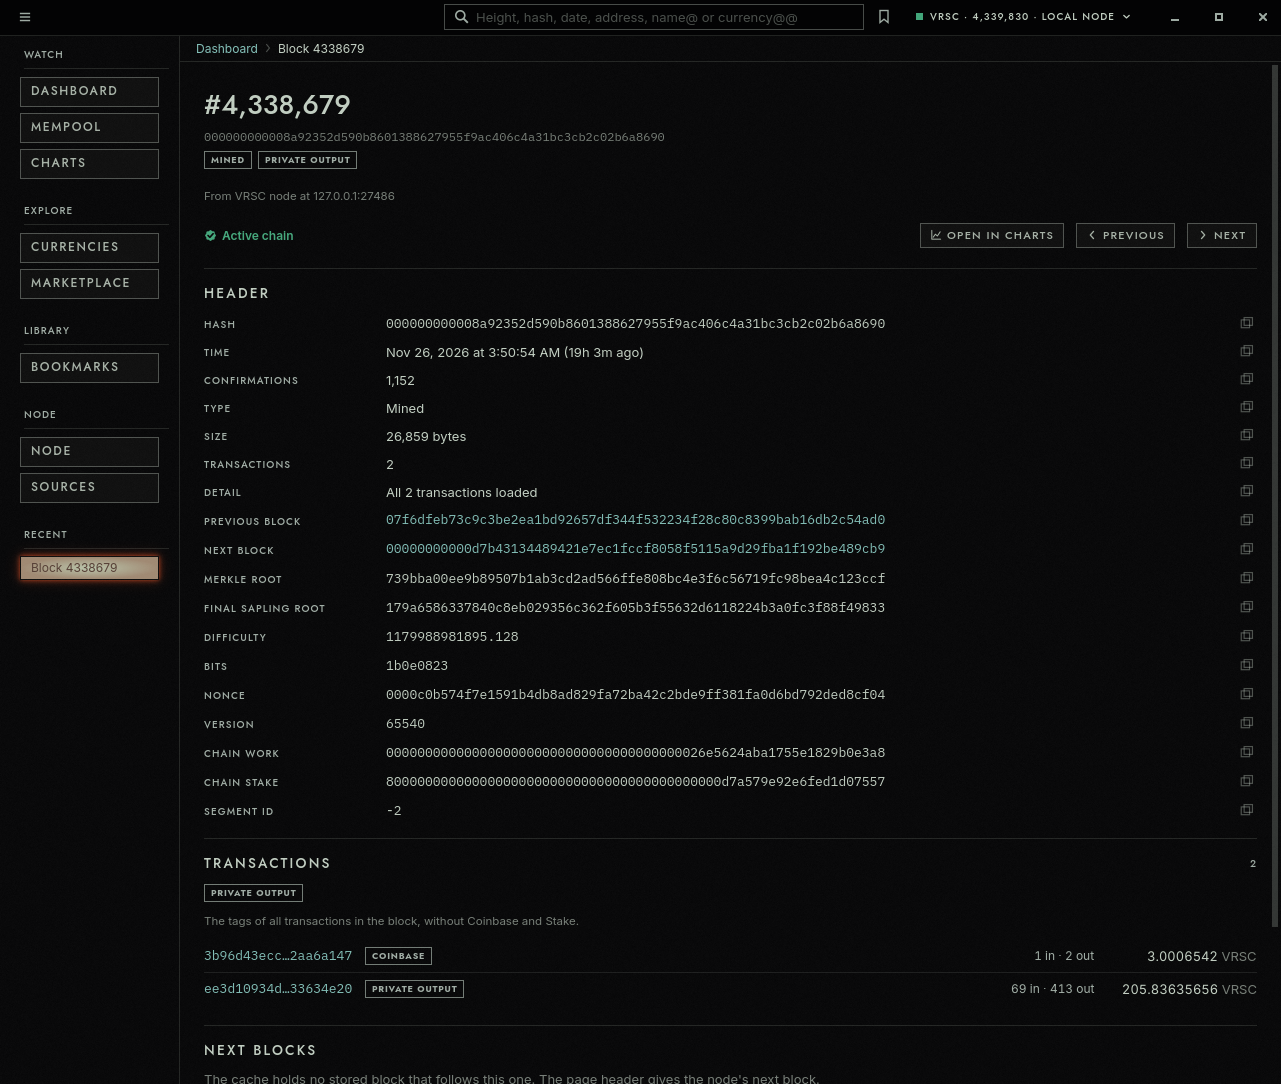 Height, hash, date, address, name@ or currency@@
VRSC · 4,339,830 · LOCAL NODE
WATCH
DASHBOARD
MEMPOOL
CHARTS
EXPLORE
CURRENCIES
MARKETPLACE
LIBRARY
BOOKMARKS
NODE
NODE
SOURCES
RECENT
Block 4338679
Dashboard > Block 4338679
#4,338,679
000000000008a92352d590b8601388627955f9ac406c4a31bc3cb2c02b6a8690
MINED PRIVATE OUTPUT
From VRSC node at 127.0.0.1:27486
Active chain
OPEN IN CHARTS PREVIOUS NEXT
HEADER
HASH 000000000008a92352d590b8601388627955f9ac406c4a31bc3cb2c02b6a8690
TIME Nov 26, 2026 at 3:50:54 AM (19h 3m ago)
CONFIRMATIONS 1,152
TYPE Mined
SIZE 26,859 bytes
TRANSACTIONS 2
DETAIL All 2 transactions loaded
PREVIOUS BLOCK 07f6dfeb73c9c3be2ea1bd92657df344f532234f28c80c8399bab16db2c54ad0
NEXT BLOCK 00000000000d7b43134489421e7ec1fccf8058f5115a9d29fba1f192be489cb9
MERKLE ROOT 739bba00ee9b89507b1ab3cd2ad566ffe808bc4e3f6c56719fc98bea4c123ccf
FINAL SAPLING ROOT 179a6586337840c8eb029356c362f605b3f55632d6118224b3a0fc3f88f49833
DIFFICULTY 1179988981895.128
BITS 1b0e0823
NONCE 0000c0b574f7e1591b4db8ad829fa72ba42c2bde9ff381fa0d6bd792ded8cf04
VERSION 65540
CHAIN WORK 000000000000000000000000000000000000000026e5624aba1755e1829b0e3a8
CHAIN STAKE 80000000000000000000000000000000000000000000d7a579e92e6fed1d07557
SEGMENT ID -2
TRANSACTIONS 2
PRIVATE OUTPUT
The tags of all transactions in the block, without Coinbase and Stake.
3b96d43ecc…2aa6a147 COINBASE 1 in · 2 out 3.0006542 VRSC
ee3d10934d…33634e20 PRIVATE OUTPUT 69 in · 413 out 205.83635656 VRSC
NEXT BLOCKS
The cache holds no stored block that follows this one. The page header gives the node's next block.